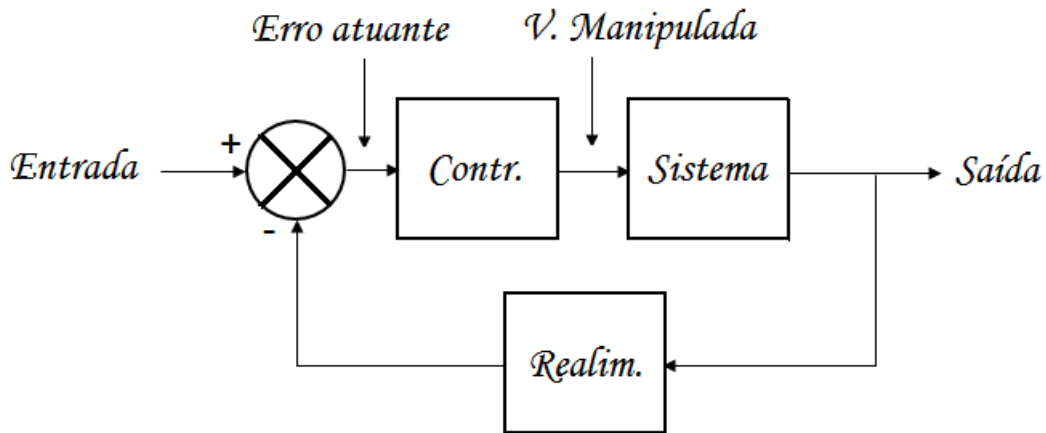 Erro atuante
V. Manipulada
+
Entrada
Contr.
Sistema
Saída
-
Realim.